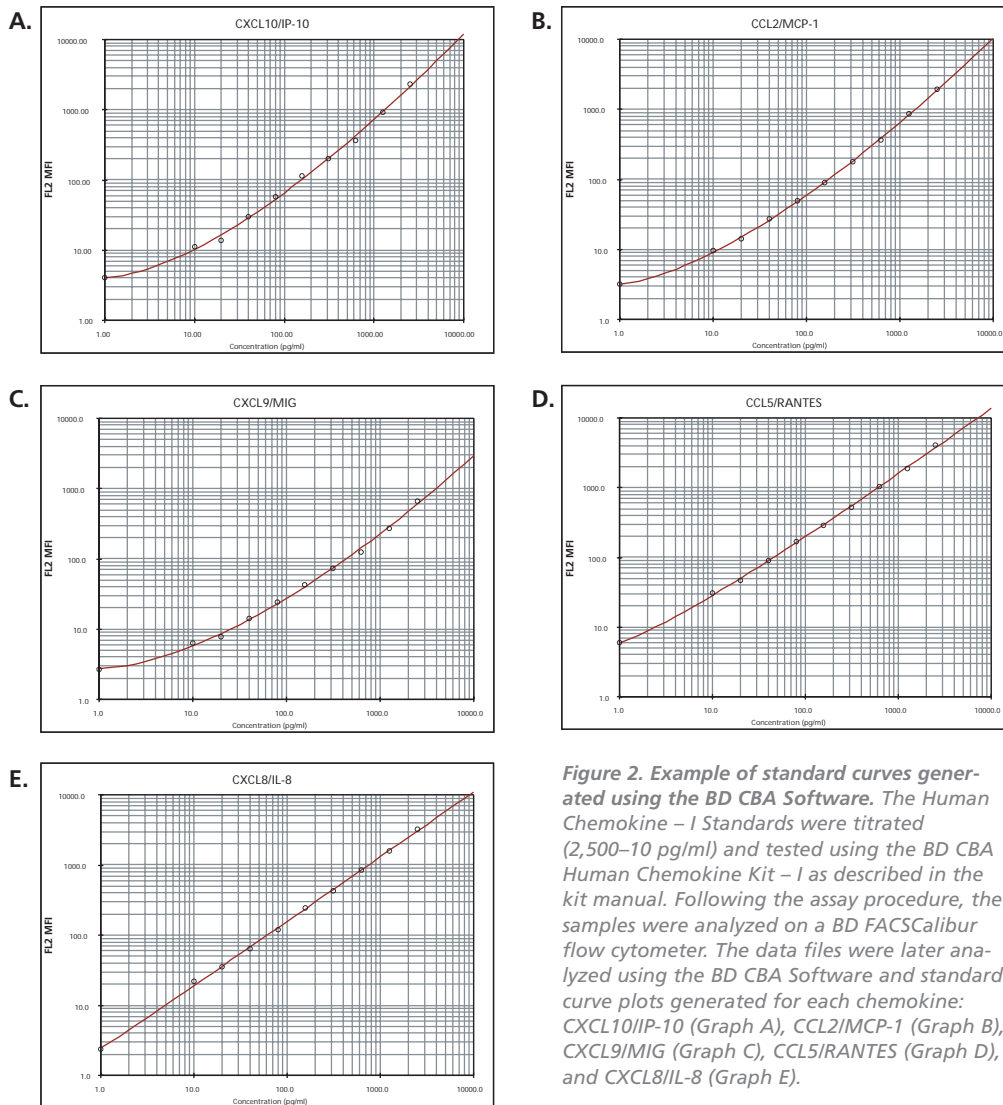 A.
CXCL10/IP-10
10000.00
1000.00
100.00
10.00
1.00
FL2 MFI
1.00 10.00 100.00 1000.00 10000.00
Concentration (pg/ml)
B.
CCL2/MCP-1
10000.0
1000.0
100.0
10.0
1.0
FL2 MFI
1.0 10.0 100.0 1000.0 10000.0
Concentration (pg/ml)
C.
CXCL9/MIG
10000.0
1000.0
100.0
10.0
1.0
FL2 MFI
1.0 10.0 100.0 1000.0 10000.0
Concentration (pg/ml)
D.
CCL5/RANTES
10000.0
1000.0
100.0
10.0
1.0
FL2 MFI
1.0 10.0 100.0 1000.0 10000.0
Concentration (pg/ml)
E.
CXCL8/IL-8
10000.0
1000.0
100.0
10.0
1.0
FL2 MFI
1.0 10.0 100.0 1000.0 10000.0
Concentration (pg/ml)
Figure 2. Example of standard curves gener-
ated using the BD CBA Software. The Human
Chemokine – I Standards were titrated
(2,500–10 pg/ml) and tested using the BD CBA
Human Chemokine Kit – I as described in the
kit manual. Following the assay procedure, the
samples were analyzed on a BD FACSCalibur
flow cytometer. The data files were later ana-
lyzed using the BD CBA Software and standard
curve plots generated for each chemokine:
CXCL10/IP-10 (Graph A), CCL2/MCP-1 (Graph B),
CXCL9/MIG (Graph C), CCL5/RANTES (Graph D),
and CXCL8/IL-8 (Graph E).